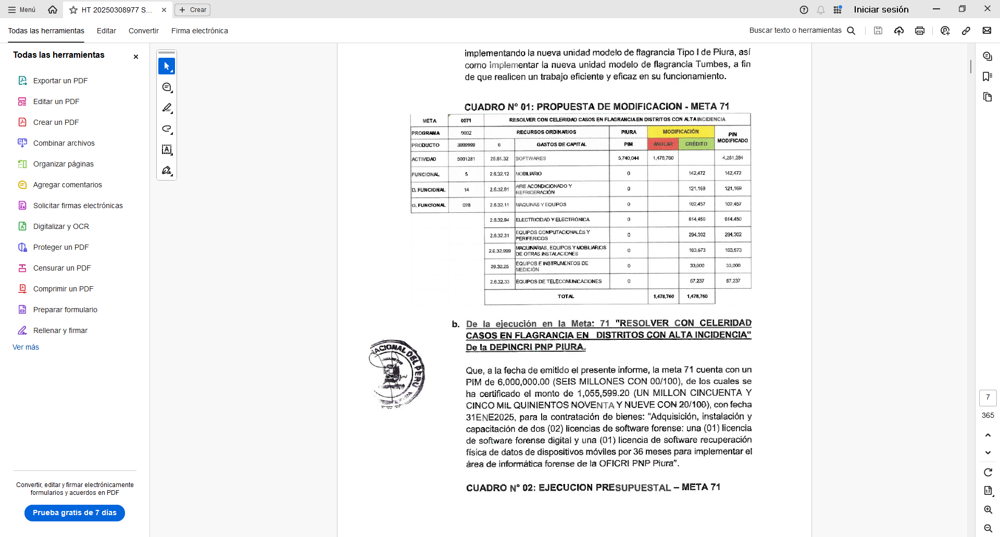 Menú
HT 20250308977 S...
Crear
Iniciar sesión
Todas las herramientas
Editar
Convertir
Firma electrónica
Buscar texto o herramientas
Todas las herramientas
Exportar un PDF
Editar un PDF
Crear un PDF
Combinar archivos
Organizar páginas
Agregar comentarios
Solicitar firmas electrónicas
Digitalizar y OCR
Proteger un PDF
Censurar un PDF
Comprimir un PDF
Preparar formulario
Rellenar y firmar
Ver más
Convertir, editar y firmar electrónicamente
formularios y acuerdos en PDF
Prueba gratis de 7 días
implementando la nueva unidad modelo de flagrancia Tipo I de Piura, así
como implementar la nueva unidad modelo de flagrancia Tumbes, a fin
de que realicen un trabajo eficiente y eficaz en su funcionamiento.
CUADRO Nº 01: PROPUESTA DE MODIFICACION - META 71
META 0071 RESOLVER CON CELERIDAD CASOS EN FLAGRANCIA EN DISTRITOS CON ALTA INCIDENCIA
PROGRAMA 9002 RECURSOS ORDINARIOS PIURA MODIFICACIÓN PIM MODIFICADO
PRODUCTO 3999999 6 GASTOS DE CAPITAL PIM ANULAR CRÉDITO
ACTIVIDAD 5001281 26.61.32 SOFTWARES 5,740,044 1,478,760 4,261,284
FUNCIONAL 5 2.6.32.12 MOBILIARIO 0 142,472 142,472
D. FUNCIONAL 14 2.6.32.91 AIRE ACONDICIONADO Y REFRIGERACIÓN 0 121,169 121,169
G. FUNCIONAL 028 2.6.32.11 MAQUINAS Y EQUIPOS 0 102,457 102,457
2.6.32.94 ELECTRICIDAD Y ELECTRÓNICA 0 614,450 614,450
2.6.32.31 EQUIPOS COMPUTACIONALES Y PERIFERICOS 0 294,302 294,302
2.6.32.999 MAQUINARIAS, EQUIPOS Y MOBILIARIOS DE OTRAS INSTALACIONES 0 103,673 103,673
26.32.25 EQUIPOS E INSTRUMENTOS DE MEDICIÓN 0 33,000 33,000
2.6.32.33 EQUIPOS DE TELECOMUNICACIONES 0 67,237 67,237
TOTAL 1,478,760 1,478,760
b. De la ejecución en la Meta: 71 "RESOLVER CON CELERIDAD
CASOS EN FLAGRANCIA EN DISTRITOS CON ALTA INCIDENCIA"
De la DEPINCRI PNP PIURA.
NACIONAL DEL PERÚ
Que, a la fecha de emitido el presente informe, la meta 71 cuenta con un
PIM de 6,000,000.00 (SEIS MILLONES CON 00/100), de los cuales se
ha certificado el monto de 1,055,599.20 (UN MILLON CINCUENTA Y
CINCO MIL QUINIENTOS NOVENTA Y NUEVE CON 20/100), con fecha
31ENE2025, para la contratación de bienes: "Adquisición, instalación y
capacitación de dos (02) licencias de software forense: una (01) licencia
de software forense digital y una (01) licencia de software recuperación
física de datos de dispositivos móviles por 36 meses para implementar el
área de informática forense de la OFICRI PNP Piura".
CUADRO Nº 02: EJECUCION PRESUPUESTAL – META 71
7
365